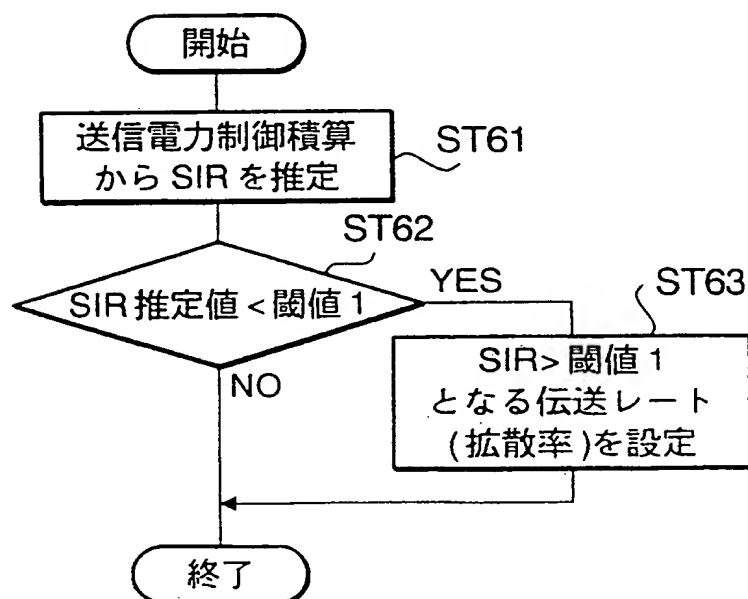 開始
送信電力制御積算
からSIRを推定
ST61
ST62
SIR推定値<閾値1
YES
ST63
SIR>閾値1
となる伝送レート
(拡散率)を設定
NO
終了